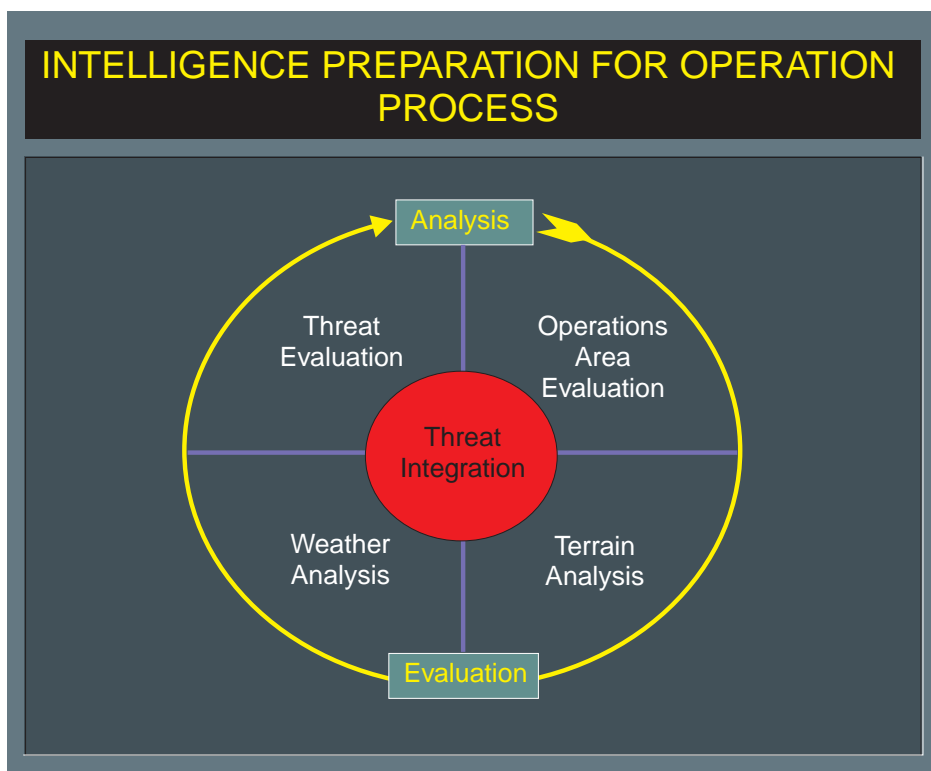 INTELLIGENCE PREPARATION FOR OPERATION
PROCESS
Analysis
Threat
Evaluation
Operations
Area
Evaluation
Threat
Integration
Weather
Analysis
Terrain
Analysis
Evaluation